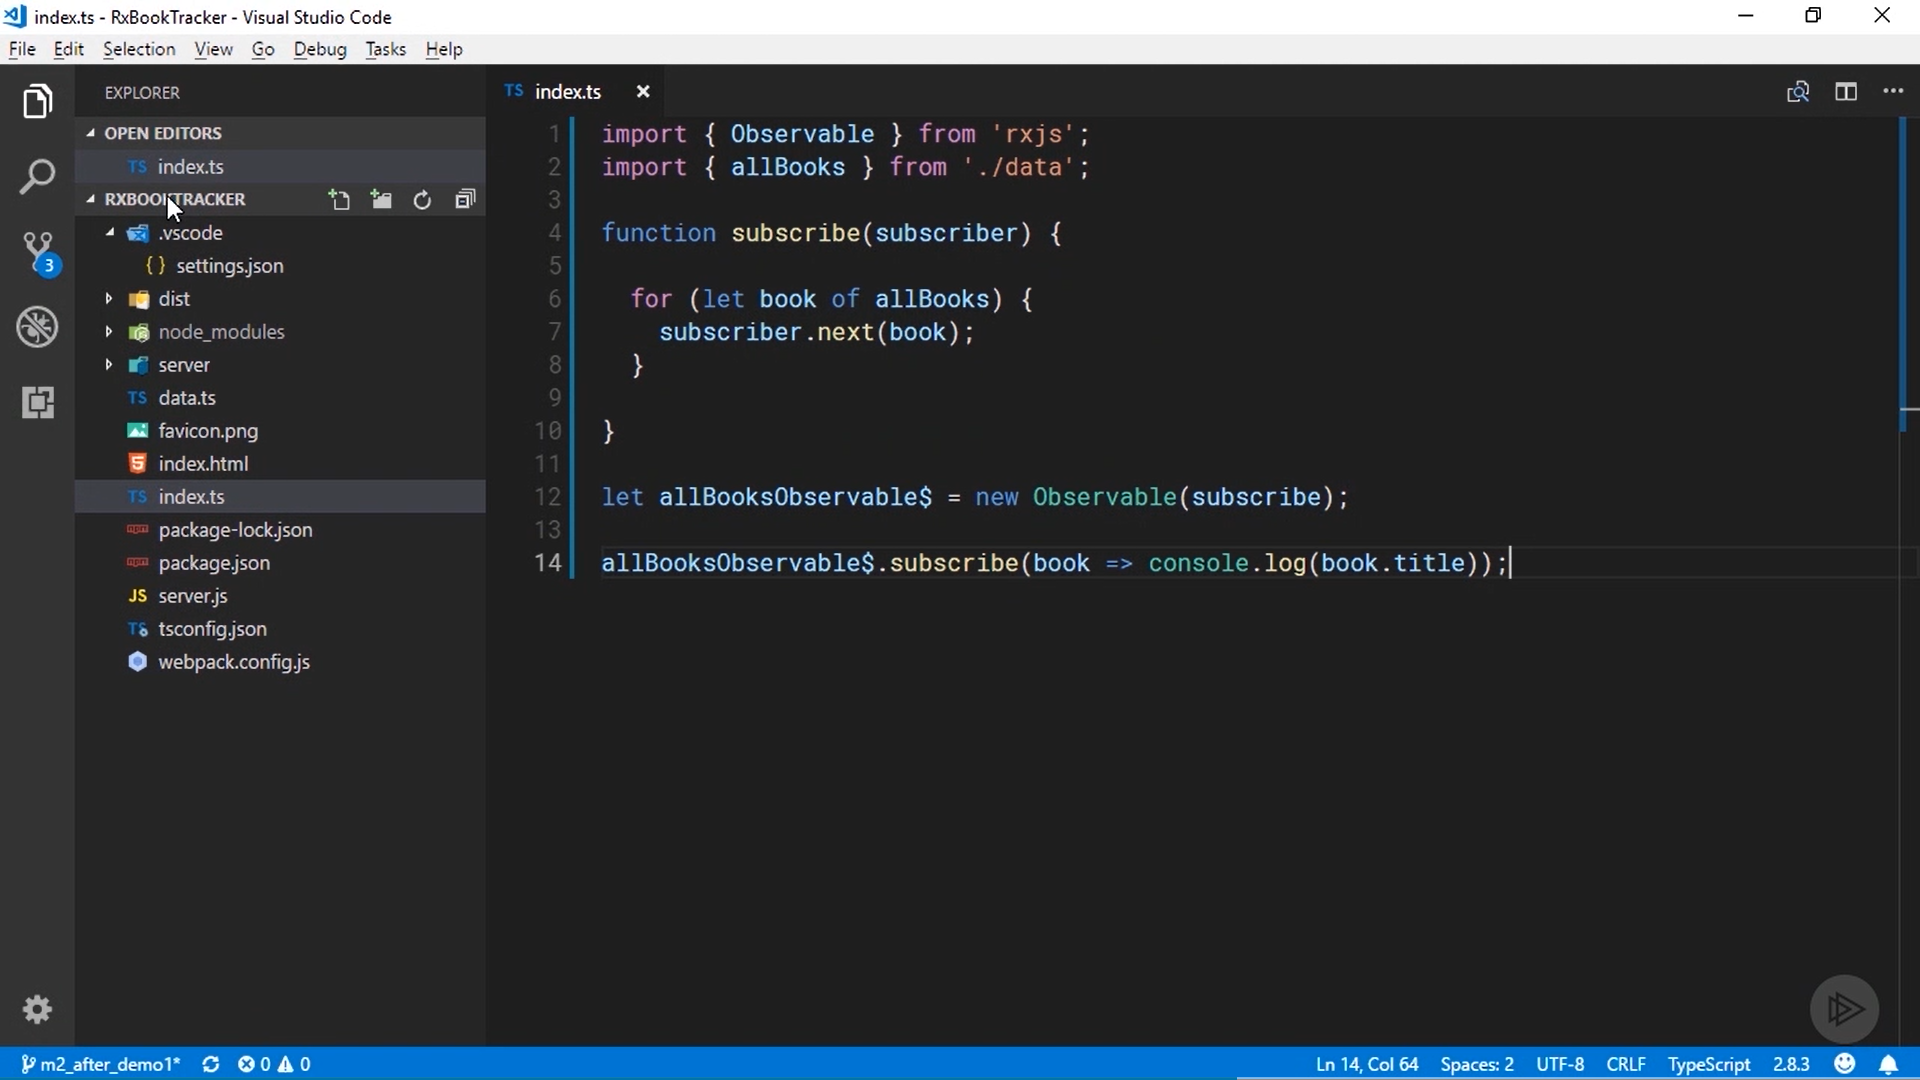 index.ts - RxBookTracker - Visual Studio Code
File Edit Selection View Go Debug Tasks Help
EXPLORER
OPEN EDITORS
TS index.ts
RXBOOKTRACKER
.vscode
{ } settings.json
dist
node_modules
server
TS data.ts
favicon.png
index.html
TS index.ts
package-lock.json
package.json
JS server.js
TS tsconfig.json
webpack.config.js
3
TS index.ts
1 import { Observable } from 'rxjs';
2 import { allBooks } from './data';
3
4 function subscribe(subscriber) {
5
6 for (let book of allBooks) {
7 subscriber.next(book);
8 }
9
10 }
11
12 let allBooksObservable$ = new Observable(subscribe);
13
14 allBooksObservable$.subscribe(book => console.log(book.title));
m2_after_demo1* 0 0 Ln 14, Col 64 Spaces: 2 UTF-8 CRLF TypeScript 2.8.3